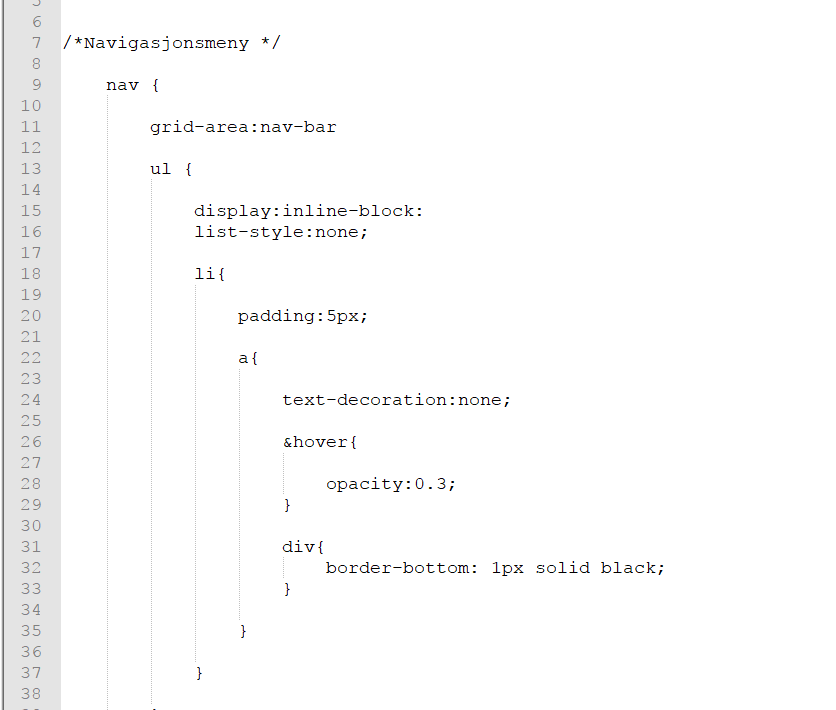 6
7 /*Navigasjonsmeny */
8
9 nav {
10
11 grid-area:nav-bar
12
13 ul {
14
15 display:inline-block:
16 list-style:none;
17
18 li{
19
20 padding:5px;
21
22 a{
23
24 text-decoration:none;
25
26 &hover{
27
28 opacity:0.3;
29 }
30
31 div{
32 border-bottom: 1px solid black;
33 }
34
35 }
36
37 }
38